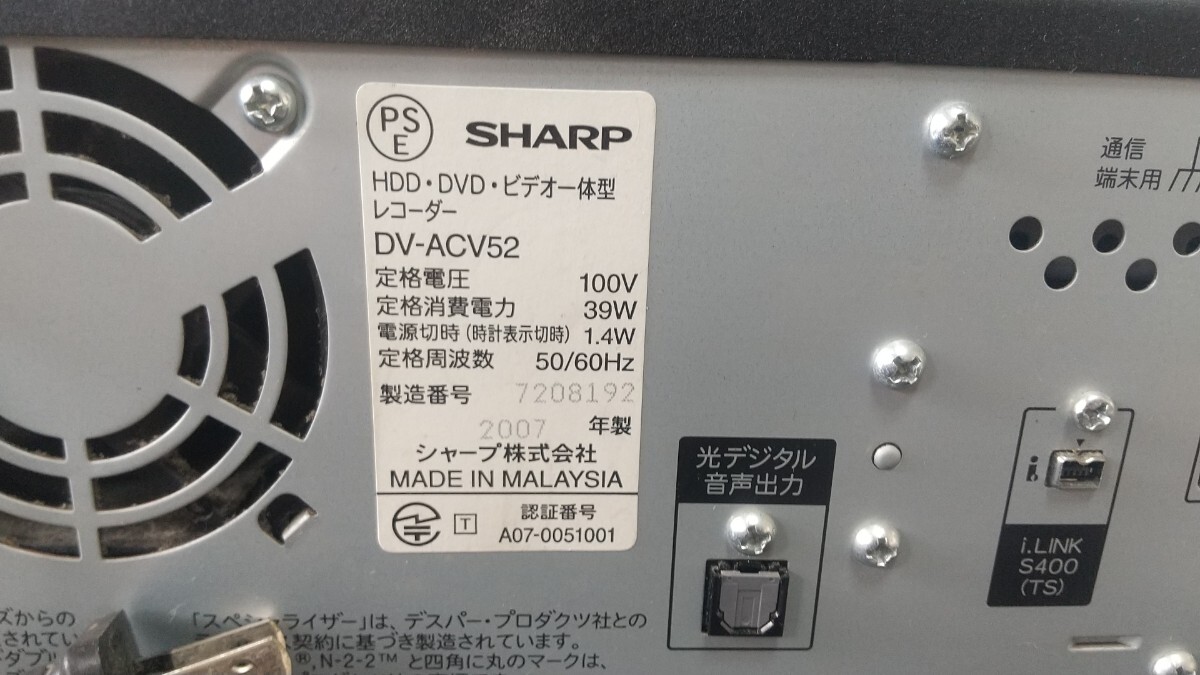 PS
E
SHARP
HDD・DVD・ビデオ一体型
レコーダー
DV-ACV52
定格電圧 100V
定格消費電力 39W
電源切時(時計表示切時) 1.4W
定格周波数 50/60Hz
製造番号 7208192
2007 年製
シャープ株式会社
MADE IN MALAYSIA
T 認証番号
A07-0051001
通信
端末用
光デジタル
音声出力
i.LINK
S400
(TS)
ズからの
「スペ ライザー」は、デスパー・プロダクツ社との
契約に基づき製造されています。
®,N-2-2™ と四角に丸のマークは、